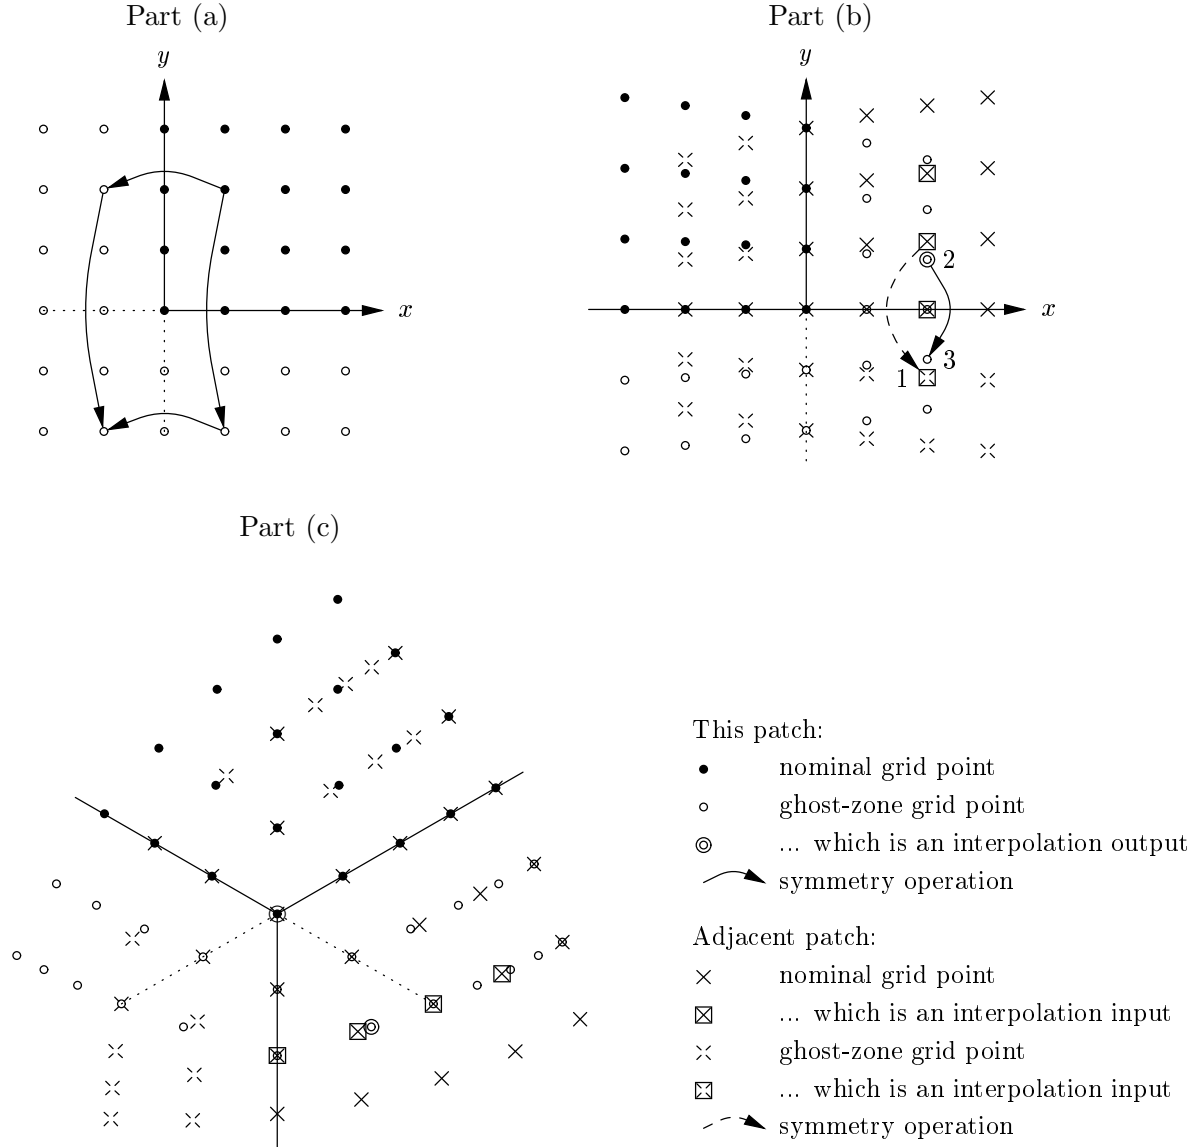 Part (a)
Part (b)
y
y
x
x
2
3
1
Part (c)
This patch:
nominal grid point
ghost-zone grid point
... which is an interpolation output
symmetry operation
Adjacent patch:
nominal grid point
... which is an interpolation input
ghost-zone grid point
... which is an interpolation input
symmetry operation